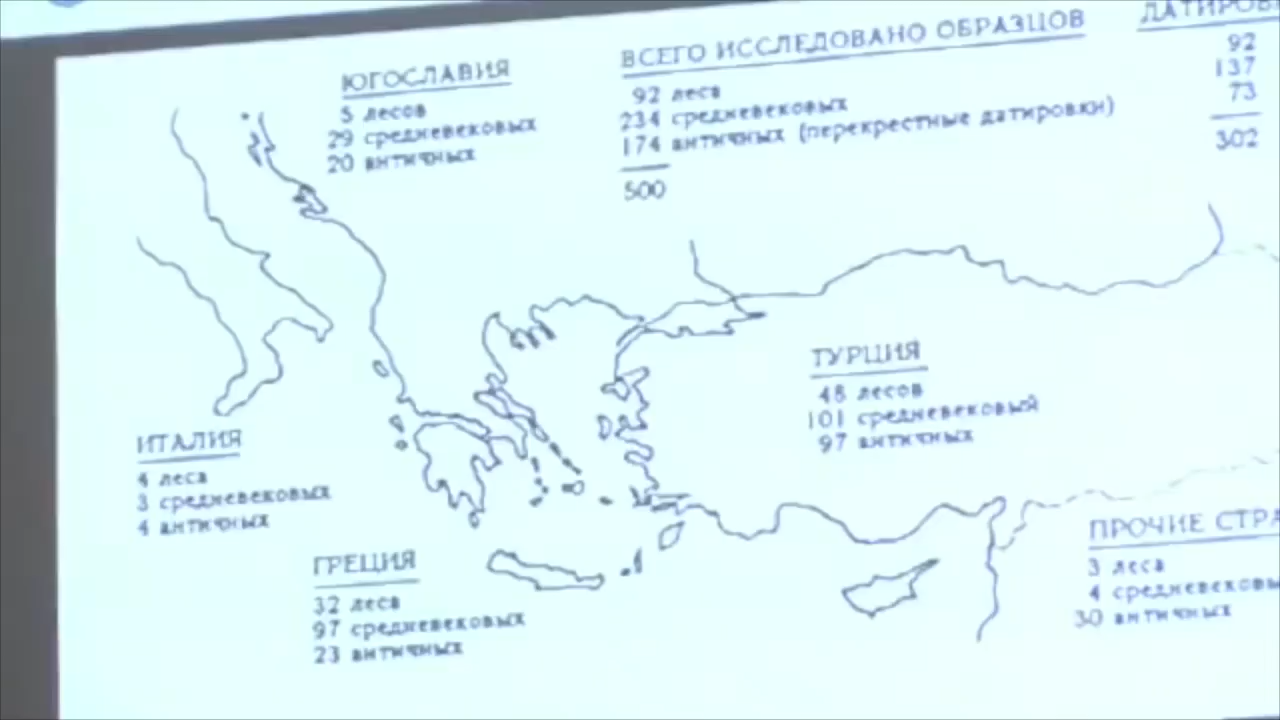 ЮГОСЛАВИЯ
5 лесов
29 средневековых
20 античных
ВСЕГО ИССЛЕДОВАНО ОБРАЗЦОВ
92 леса
234 средневековых
174 античных (перекрестные датировки)
500
92
137
73
302
ТУРЦИЯ
48 лесов
101 средневековый
97 античных
ИТАЛИЯ
4 леса
3 средневековых
4 античных
ГРЕЦИЯ
32 леса
97 средневековых
23 античных
ПРОЧИЕ
3 леса
4
30 античных